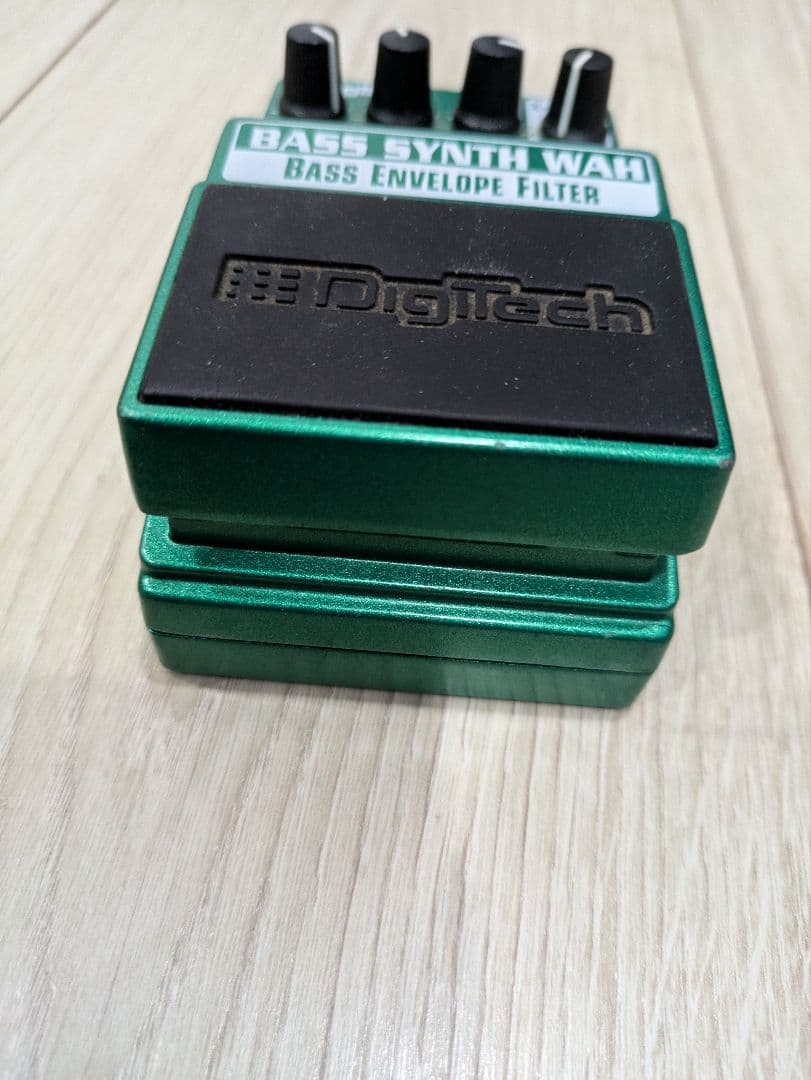 BASS SYNTH WAH
BASS ENVELOPE FILTER
DigiTech